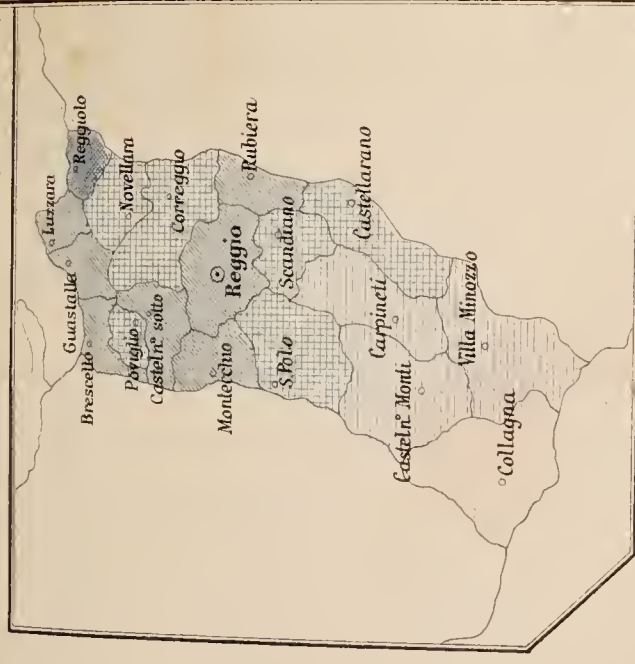 Luzzara
Reggiolo
Guastalla
Novellara
Brescello
Poviglio
Correggio
Casteln° sotto
Rubiera
Reggio
Montecchio
Scandiano
S. Polo
Castellarano
Carpineti
Casteln° Monti
Villa Minozzo
Collagna